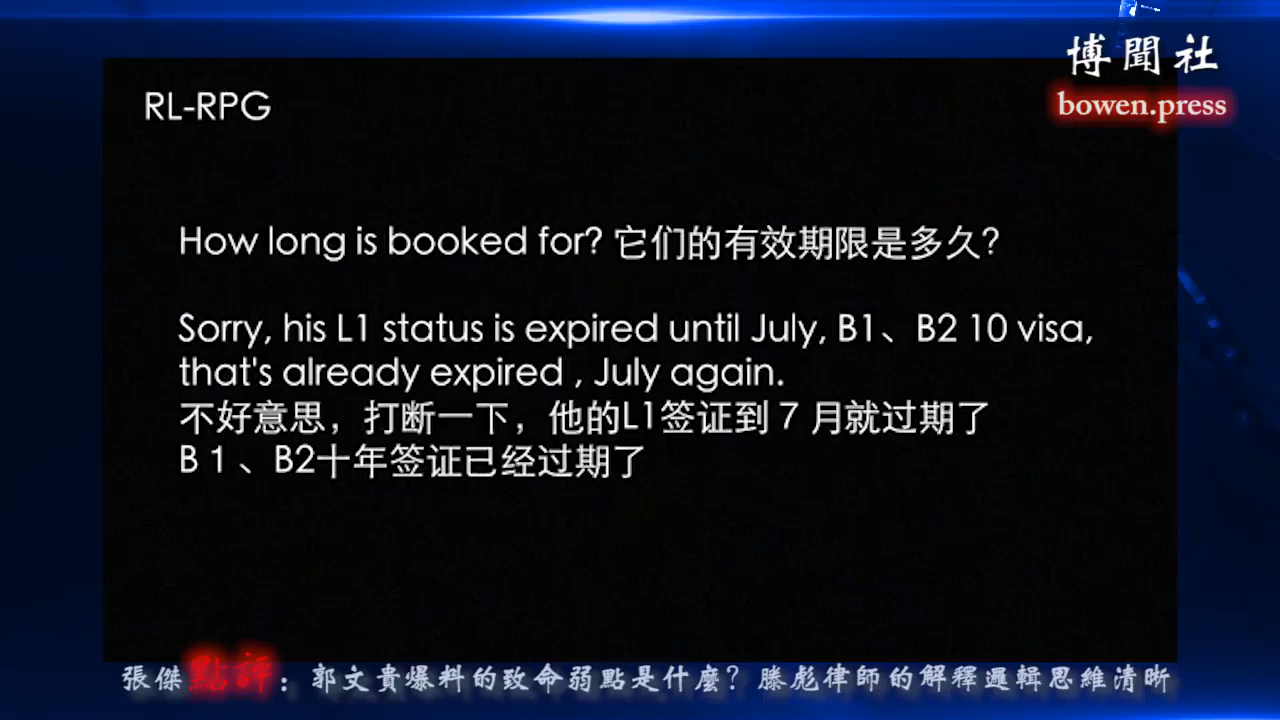 博聞社
bowen.press
RL-RPG
How long is booked for? 它们的有效期限是多久?
Sorry, his L1 status is expired until July, B1、B2 10 visa,
that's already expired , July again.
不好意思，打断一下，他的L1签证到 7 月就过期了
B 1 、B2十年签证已经过期了
張傑點評：郭文貴爆料的致命弱點是什麼？滕彪律師的解釋邏輯思維清晰